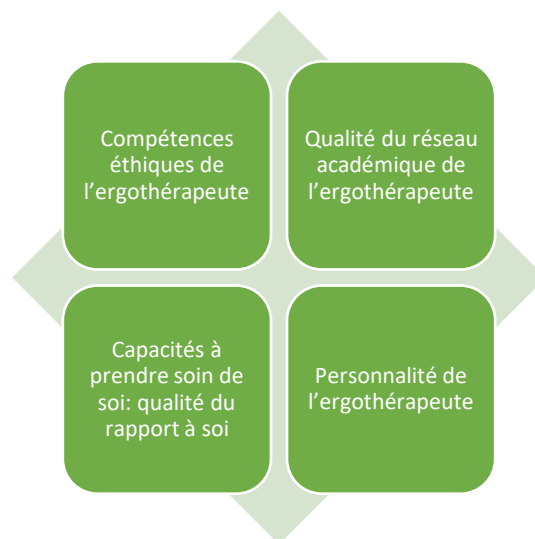 Compétences
éthiques de
l’ergothérapeute
Qualité du réseau
académique de
l’ergothérapeute
Capacités à
prendre soin de
soi: qualité du
rapport à soi
Personnalité de
l’ergothérapeute